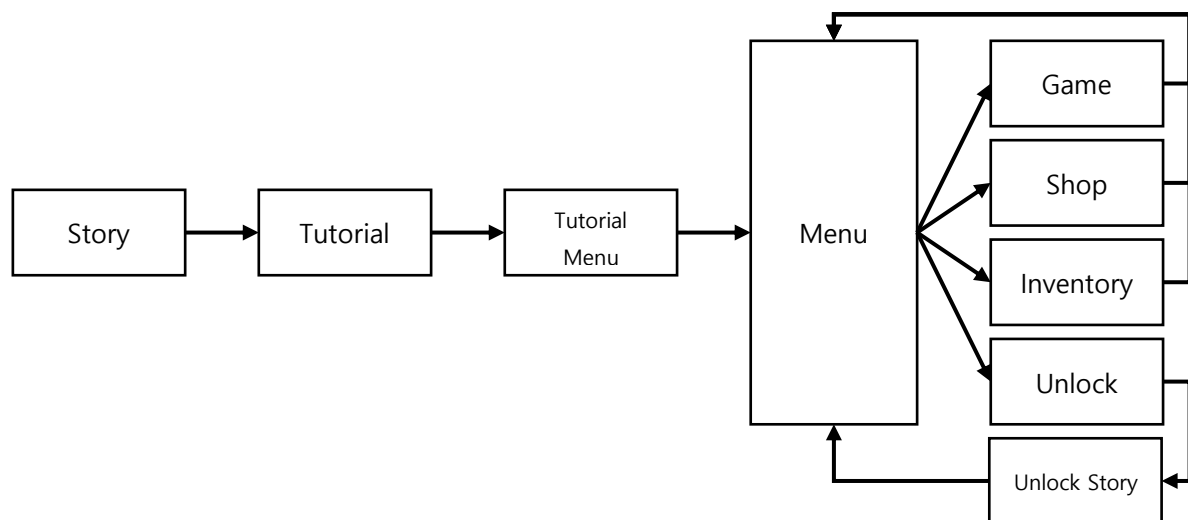 Story
Tutorial
Tutorial
Menu
Menu
Game
Shop
Inventory
Unlock
Unlock Story